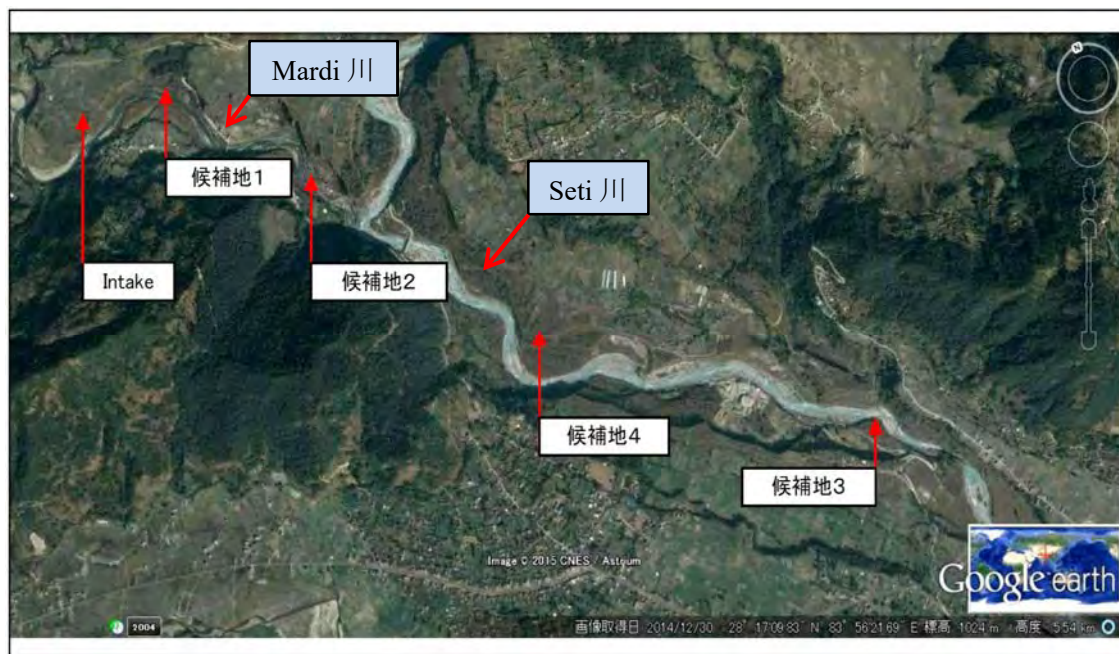 Mardi 川
候補地1
Seti 川
Intake
候補地2
候補地4
候補地3
Image © 2015 CNES / Astrium
Google earth
2004
画像取得日 2014/12/30 28° 17'09.83" N 83° 56'21.69" E 標高 1024 m 高度 5.54 km
N